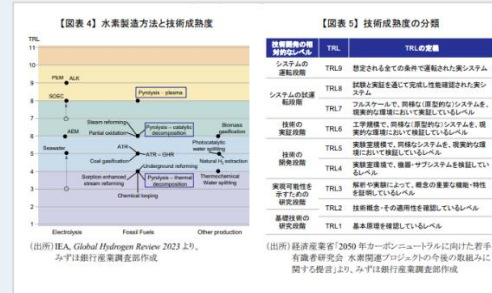 【図表 4】 水素製造方法と技術成熟度
TRL
11
10
9
8
7
6
5
4
3
2
1
PEM
ALK
SOEC
AEM
Seawater
Pyrolysis – plasma
Steam reforming
Partial oxidation
Pyrolysis – catalytic
decomposition
ATR
ATR – GHR
Coal gasification
Underground reforming
Sorption enhanced
steam reforming
Pyrolysis – thermal
decomposition
Chemical looping
Biomass
gasification
Photocatalytic
water splitting
Natural H₂ extraction
Thermochemical
Water splitting
Electrolysis
Fossil Fuels
Other production
(出所)IEA, Global Hydrogen Review 2023 より、
みずほ銀行産業調査部作成
【図表 5】 技術成熟度の分類
技術開発の相対的なレベル TRL TRLの定義
システムの運転段階 TRL9 想定される全ての条件で運転された実システム
システムの試運転段階 TRL8 試験と実証を通じて完成し性能確認された実システム
TRL7 フルスケールで、同様な(原型的な)システムを、現実的な環境において実証しているレベル
技術の実証段階 TRL6 工学規模で、同様な(原型的な)システムを、現実的な環境において検証しているレベル
技術の開発段階 TRL5 実験室規模で、同様なシステムを、現実的な環境において検証しているレベル
TRL4 実験室環境で、機器・サブシステムを検証しているレベル
実現可能性を示すための研究段階 TRL3 解析や実験によって、概念の重要な機能・特性を証明しているレベル
TRL2 技術概念・その適用性を確認しているレベル
基礎技術の研究段階 TRL1 基本原理を確認しているレベル
(出所)経済産業省「2050 年カーボンニュートラルに向けた若手
有識者研究会 水素関連プロジェクトの今後の取組みに
関する提言」より、みずほ銀行産業調査部作成